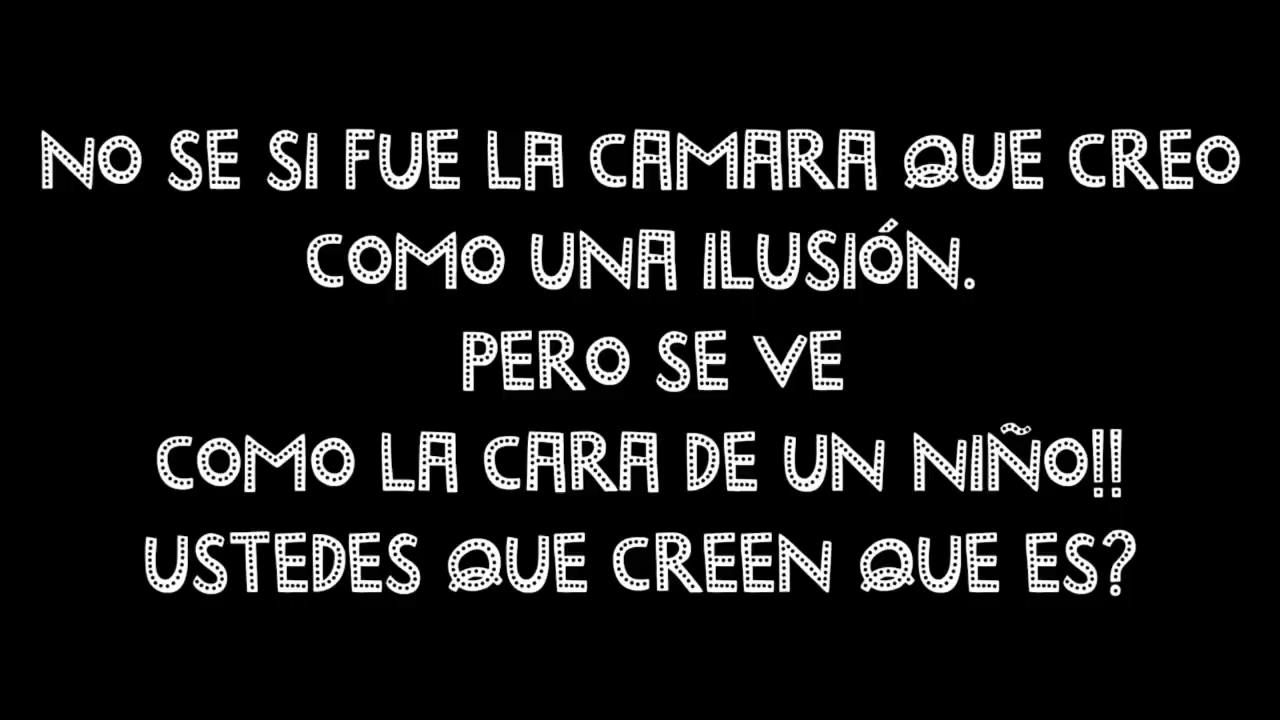 NO SE SI FUE LA CAMARA QUE CREO
COMO UNA ILUSIÓN.
PERO SE VE
COMO LA CARA DE UN NIÑO!!
USTEDES QUE CREEN QUE ES?